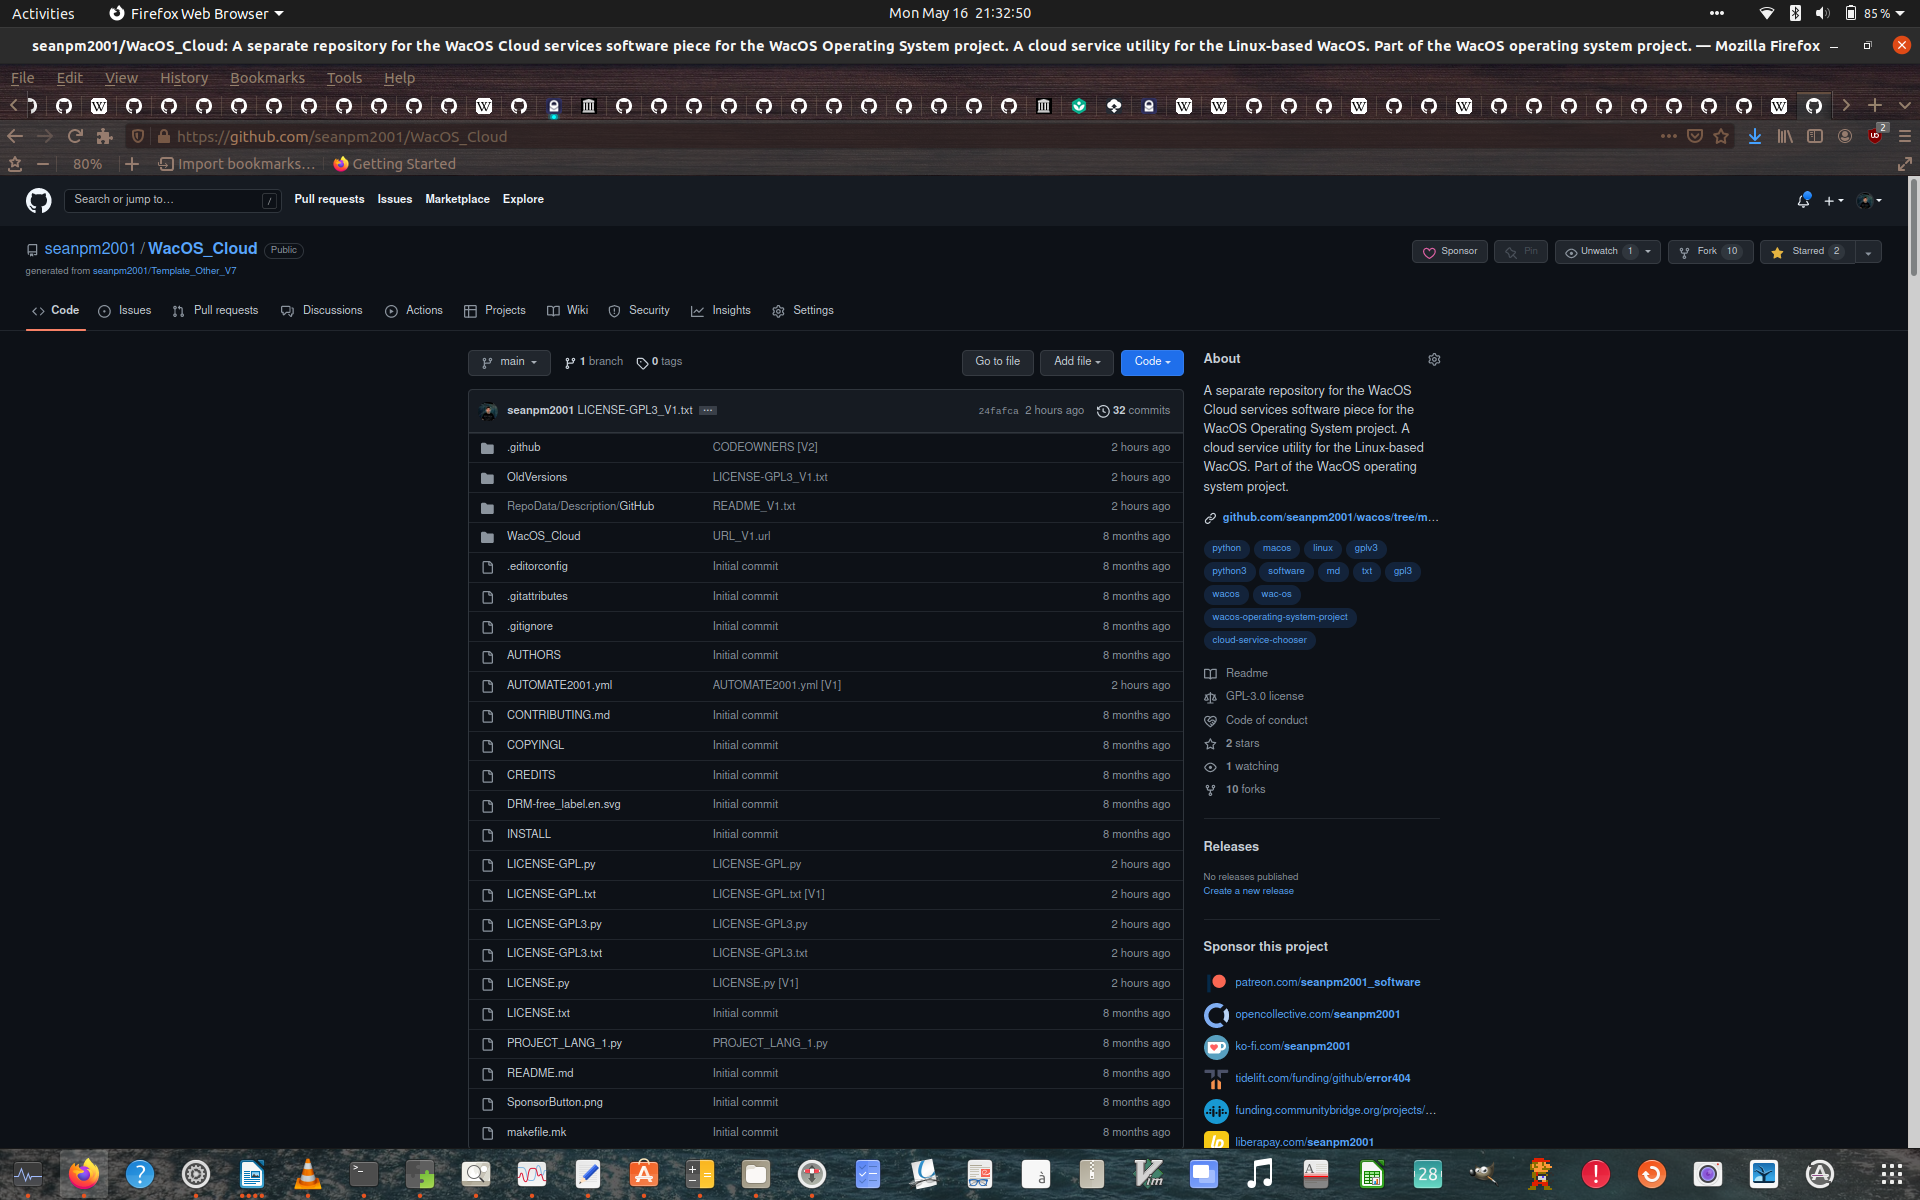 Activities Firefox Web Browser Mon May 16 21:32:50 85 %
seanpm2001/WacOS_Cloud: A separate repository for the WacOS Cloud services software piece for the WacOS Operating System project. A cloud service utility for the Linux-based WacOS. Part of the WacOS operating system project. — Mozilla Firefox
File Edit View History Bookmarks Tools Help
https://github.com/seanpm2001/WacOS_Cloud 2
80% Import bookmarks... Getting Started
Search or jump to... / Pull requests Issues Marketplace Explore
seanpm2001 / WacOS_Cloud Public Sponsor Pin Unwatch 1 Fork 10 Starred 2
generated from seanpm2001/Template_Other_V7
Code Issues Pull requests Discussions Actions Projects Wiki Security Insights Settings
main 1 branch 0 tags Go to file Add file Code
seanpm2001 LICENSE-GPL3_V1.txt ... 24fafca 2 hours ago 32 commits
.github CODEOWNERS [V2] 2 hours ago
OldVersions LICENSE-GPL3_V1.txt 2 hours ago
RepoData/Description/GitHub README_V1.txt 2 hours ago
WacOS_Cloud URL_V1.url 8 months ago
.editorconfig Initial commit 8 months ago
.gitattributes Initial commit 8 months ago
.gitignore Initial commit 8 months ago
AUTHORS Initial commit 8 months ago
AUTOMATE2001.yml AUTOMATE2001.yml [V1] 2 hours ago
CONTRIBUTING.md Initial commit 8 months ago
COPYINGL Initial commit 8 months ago
CREDITS Initial commit 8 months ago
DRM-free_label.en.svg Initial commit 8 months ago
INSTALL Initial commit 8 months ago
LICENSE-GPL.py LICENSE-GPL.py 2 hours ago
LICENSE-GPL.txt LICENSE-GPL.txt [V1] 2 hours ago
LICENSE-GPL3.py LICENSE-GPL3.py 2 hours ago
LICENSE-GPL3.txt LICENSE-GPL3.txt 2 hours ago
LICENSE.py LICENSE.py [V1] 2 hours ago
LICENSE.txt Initial commit 8 months ago
PROJECT_LANG_1.py PROJECT_LANG_1.py 8 months ago
README.md Initial commit 8 months ago
SponsorButton.png Initial commit 8 months ago
makefile.mk Initial commit 8 months ago
About
A separate repository for the WacOS
Cloud services software piece for the
WacOS Operating System project. A
cloud service utility for the Linux-based
WacOS. Part of the WacOS operating
system project.
github.com/seanpm2001/wacos/tree/m...
python macos linux gplv3
python3 software md txt gpl3
wacos wac-os
wacos-operating-system-project
cloud-service-chooser
Readme
GPL-3.0 license
Code of conduct
2 stars
1 watching
10 forks
Releases
No releases published
Create a new release
Sponsor this project
patreon.com/seanpm2001_software
opencollective.com/seanpm2001
ko-fi.com/seanpm2001
tidelift.com/funding/github/error404
funding.communitybridge.org/projects/...
liberapay.com/seanpm2001
28